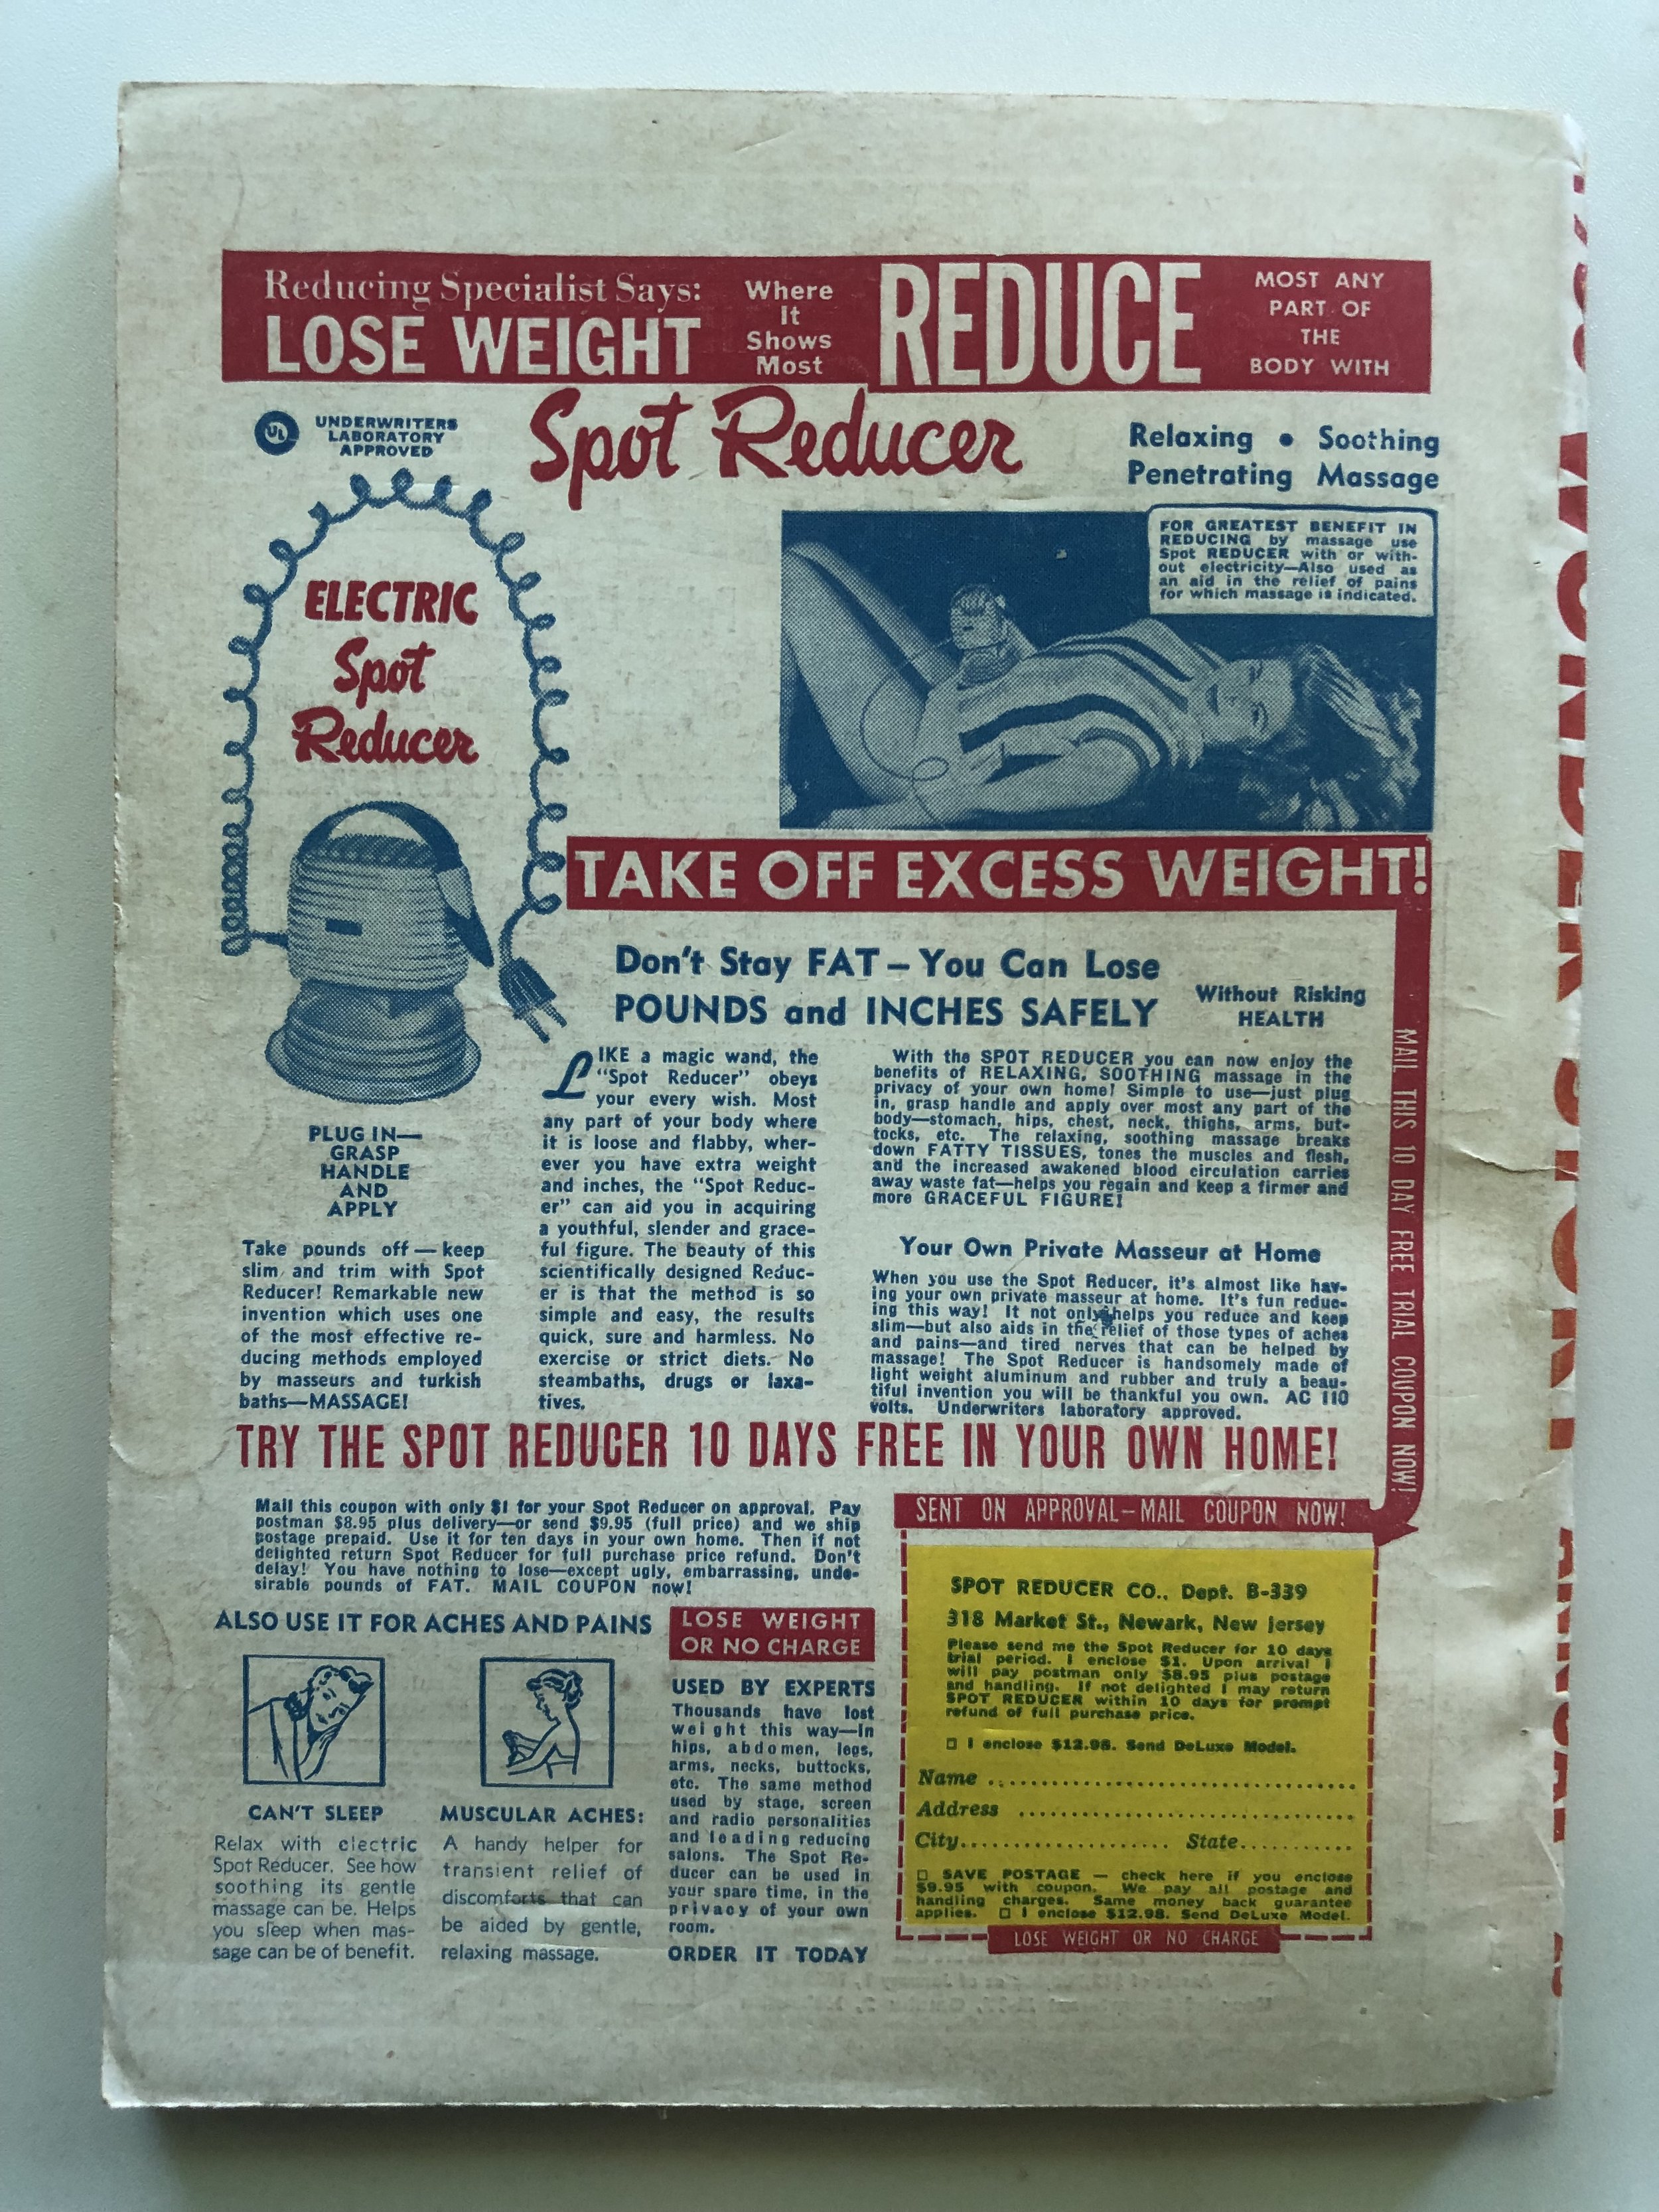 Reducing Specialist Says:
LOSE WEIGHT
Where
It
Shows
Most
REDUCE
MOST ANY
PART OF
THE
BODY WITH
UL
UNDERWRITERS
LABORATORY
APPROVED
Spot Reducer
Relaxing • Soothing
Penetrating Massage
FOR GREATEST BENEFIT IN
REDUCING by massage use
Spot REDUCER with or with-
out electricity—Also used as
an aid in the relief of pains
for which massage is indicated.
ELECTRIC
Spot
Reducer
TAKE OFF EXCESS WEIGHT!
Don't Stay FAT – You Can Lose
POUNDS and INCHES SAFELY
Without Risking
HEALTH
PLUG IN—
GRASP
HANDLE
AND
APPLY
Take pounds off — keep
slim and trim with Spot
Reducer! Remarkable new
invention which uses one
of the most effective re-
ducing methods employed
by masseurs and turkish
baths—MASSAGE!
LIKE a magic wand, the
"Spot Reducer" obeys
your every wish. Most
any part of your body where
it is loose and flabby, wher-
ever you have extra weight
and inches, the "Spot Reduc-
er" can aid you in acquiring
a youthful, slender and grace-
ful figure. The beauty of this
scientifically designed Reduc-
er is that the method is so
simple and easy, the results
quick, sure and harmless. No
exercise or strict diets. No
steambaths, drugs or laxa-
tives.
With the SPOT REDUCER you can now enjoy the
benefits of RELAXING, SOOTHING massage in the
privacy of your own home! Simple to use—just plug
in, grasp handle and apply over most any part of the
body—stomach, hips, chest, neck, thighs, arms, but-
tocks, etc. The relaxing, soothing massage breaks
down FATTY TISSUES, tones the muscles and flesh,
and the increased awakened blood circulation carries
away waste fat—helps you regain and keep a firmer and
more GRACEFUL FIGURE!
Your Own Private Masseur at Home
When you use the Spot Reducer, it's almost like hav-
ing your own private masseur at home. It's fun reduc-
ing this way! It not only helps you reduce and keep
slim—but also aids in the relief of those types of aches
and pains—and tired nerves that can be helped by
massage! The Spot Reducer is handsomely made of
light weight aluminum and rubber and truly a beau-
tiful invention you will be thankful you own. AC 110
volts. Underwriters laboratory approved.
MAIL THIS 10 DAY FREE TRIAL COUPON NOW!
TRY THE SPOT REDUCER 10 DAYS FREE IN YOUR OWN HOME!
Mail this coupon with only $1 for your Spot Reducer on approval. Pay
postman $8.95 plus delivery—or send $9.95 (full price) and we ship
postage prepaid. Use it for ten days in your own home. Then if not
delighted return Spot Reducer for full purchase price refund. Don't
delay! You have nothing to lose—except ugly, embarrassing, unde-
sirable pounds of FAT. MAIL COUPON now!
ALSO USE IT FOR ACHES AND PAINS
CAN'T SLEEP
Relax with electric
Spot Reducer. See how
soothing its gentle
massage can be. Helps
you sleep when mas-
sage can be of benefit.
MUSCULAR ACHES:
A handy helper for
transient relief of
discomforts that can
be aided by gentle,
relaxing massage.
LOSE WEIGHT
OR NO CHARGE
USED BY EXPERTS
Thousands have lost
weight this way—in
hips, abdomen, legs,
arms, necks, buttocks,
etc. The same method
used by stage, screen
and radio personalities
and leading reducing
salons. The Spot Re-
ducer can be used in
your spare time, in the
privacy of your own
room.
ORDER IT TODAY
SENT ON APPROVAL–MAIL COUPON NOW!
SPOT REDUCER CO., Dept. B-339
318 Market St., Newark, New Jersey
Please send me the Spot Reducer for 10 days
trial period. I enclose $1. Upon arrival I
will pay postman only $8.95 plus postage
and handling. If not delighted I may return
SPOT REDUCER within 10 days for prompt
refund of full purchase price.
☐ I enclose $12.98. Send DeLuxe Model.
Name
Address
City State
☐ SAVE POSTAGE — check here if you enclose
$9.95 with coupon. We pay all postage and
handling charges. Same money back guarantee
applies. ☐ I enclose $12.98. Send DeLuxe Model.
LOSE WEIGHT OR NO CHARGE